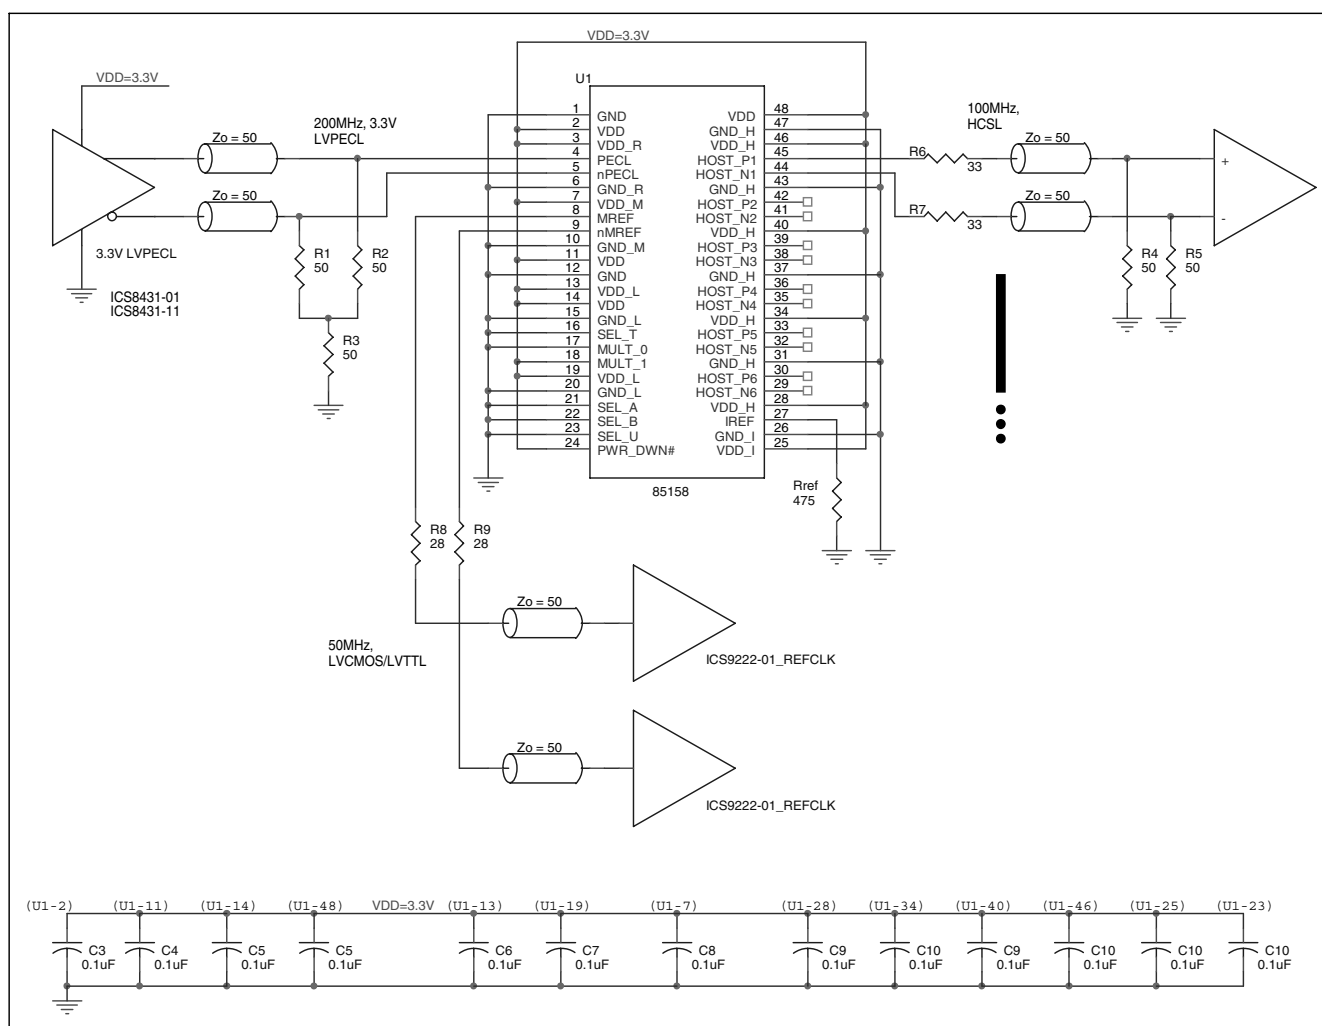 VDD=3.3V
VDD=3.3V
U1
200MHz, 3.3V
LVPECL
Zo = 50
Zo = 50
3.3V LVPECL
ICS8431-01
ICS8431-11
R1
50
R2
50
R3
50
1 GND
2 VDD
3 VDD_R
4 PECL
5 nPECL
6 GND_R
7 VDD_M
8 MREF
9 nMREF
10 GND_M
11 VDD
12 GND
13 VDD_L
14 VDD
15 GND_L
16 SEL_T
17 MULT_0
18 MULT_1
19 VDD_L
20 GND_L
21 SEL_A
22 SEL_B
23 SEL_U
24 PWR_DWN#
VDD 48
GND_H 47
VDD_H 46
HOST_P1 45
HOST_N1 44
GND_H 43
HOST_P2 42
HOST_N2 41
VDD_H 40
HOST_P3 39
HOST_N3 38
GND_H 37
HOST_P4 36
HOST_N4 35
VDD_H 34
HOST_P5 33
HOST_N5 32
GND_H 31
HOST_P6 30
HOST_N6 29
VDD_H 28
IREF 27
GND_I 26
VDD_I 25
85158
100MHz,
HCSL
R6
33
R7
33
Zo = 50
Zo = 50
+
-
R4
50
R5
50
Rref
475
R8
28
R9
28
Zo = 50
50MHz,
LVCMOS/LVTTL
ICS9222-01_REFCLK
Zo = 50
ICS9222-01_REFCLK
(U1-2) (U1-11) (U1-14) (U1-48) VDD=3.3V (U1-13) (U1-19) (U1-7) (U1-28) (U1-34) (U1-40) (U1-46) (U1-25) (U1-23)
C3 C4 C5 C5 C6 C7 C8 C9 C10 C9 C10 C10 C10
0.1uF 0.1uF 0.1uF 0.1uF 0.1uF 0.1uF 0.1uF 0.1uF 0.1uF 0.1uF 0.1uF 0.1uF 0.1uF